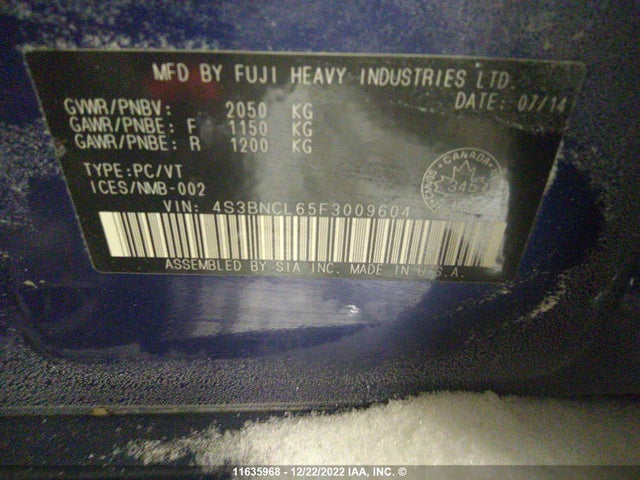 MFD BY FUJI HEAVY INDUSTRIES LTD.
DATE: 07/14
GVWR/PNBV: 2050 KG
GAWR/PNBE: F 1150 KG
GAWR/PNBE: R 1200 KG
TYPE: PC/VT
ICES/NMB-002
CANADA
345
VIN: 4S3BNCL65F3009604
ASSEMBLED BY SIA INC. MADE IN U.S.A.
11635968 - 12/22/2022 IAA, INC. ©